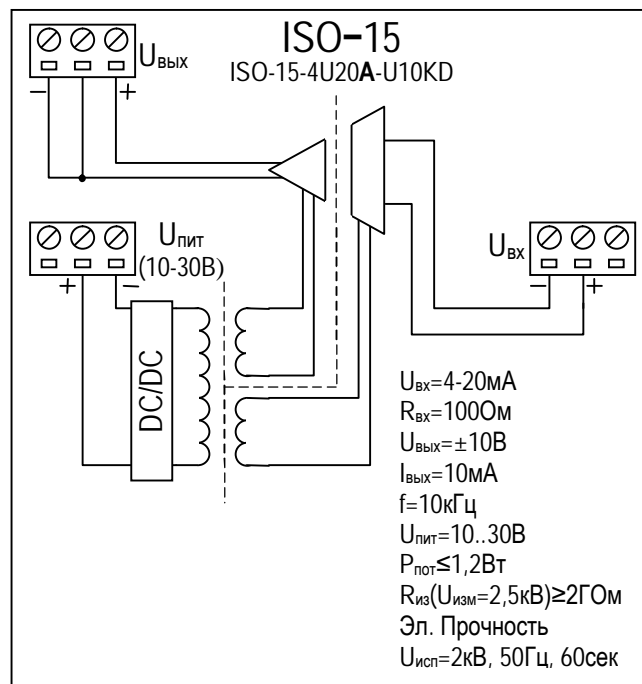 ISO–15
ISO-15-4U20A-U10KD
Uвых
–
+
Uпит
(10-30В)
+
–
DC/DC
Uвх
–
+
Uвх=4-20мА
Rвх=100Ом
Uвых=±10В
Iвых=10мА
f=10кГц
Uпит=10..30В
Pпот≤1,2Вт
Rиз(Uизм=2,5кВ)≥2ГОм
Эл. Прочность
Uисп=2кВ, 50Гц, 60сек